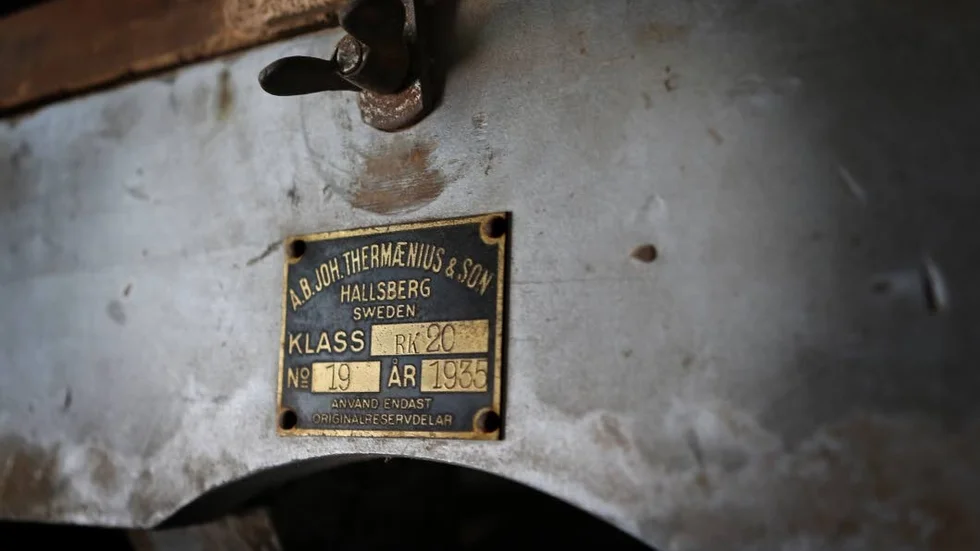 A.B. JOH. THERMÆNIUS & SON
HALLSBERG
SWEDEN
KLASS RK 20
No 19 ÅR 1935
ANVÄND ENDAST
ORIGINALRESERVDELAR